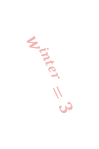 Winter = 3